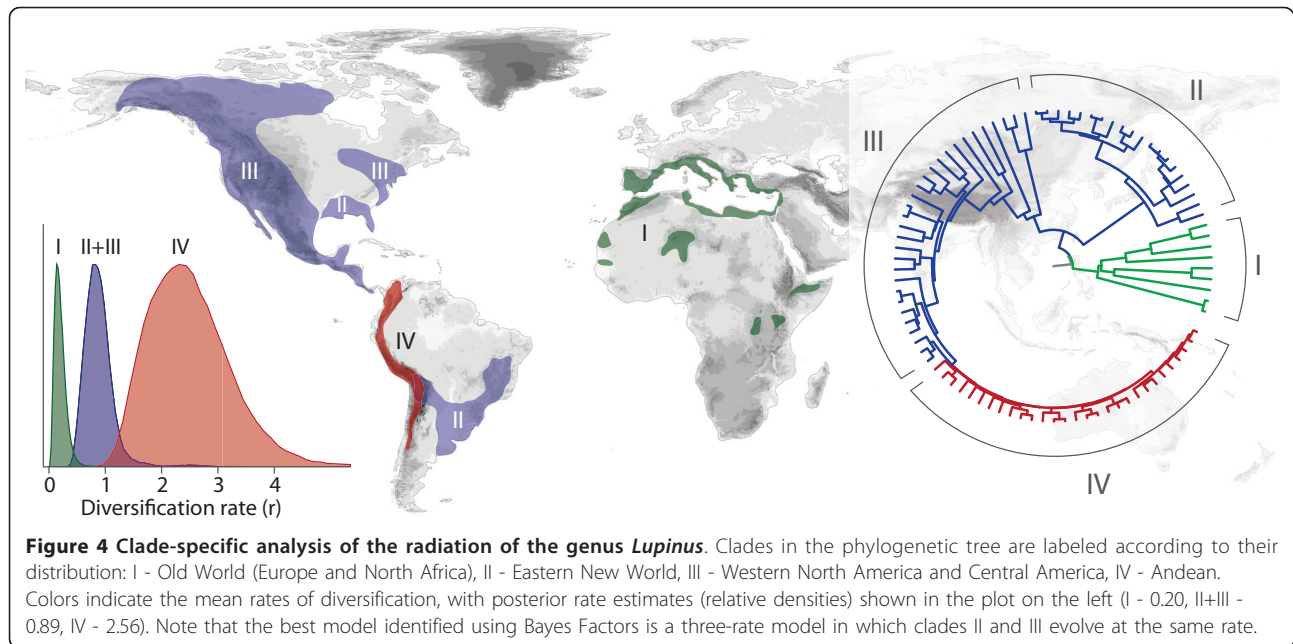 III
III
II
I
IV
II
I
II+III
IV
0
1
2
3
4
Diversification rate (r)
II
III
I
IV
Figure 4 Clade-specific analysis of the radiation of the genus Lupinus. Clades in the phylogenetic tree are labeled according to their
distribution: I - Old World (Europe and North Africa), II - Eastern New World, III - Western North America and Central America, IV - Andean.
Colors indicate the mean rates of diversification, with posterior rate estimates (relative densities) shown in the plot on the left (I - 0.20, II+III -
0.89, IV - 2.56). Note that the best model identified using Bayes Factors is a three-rate model in which clades II and III evolve at the same rate.